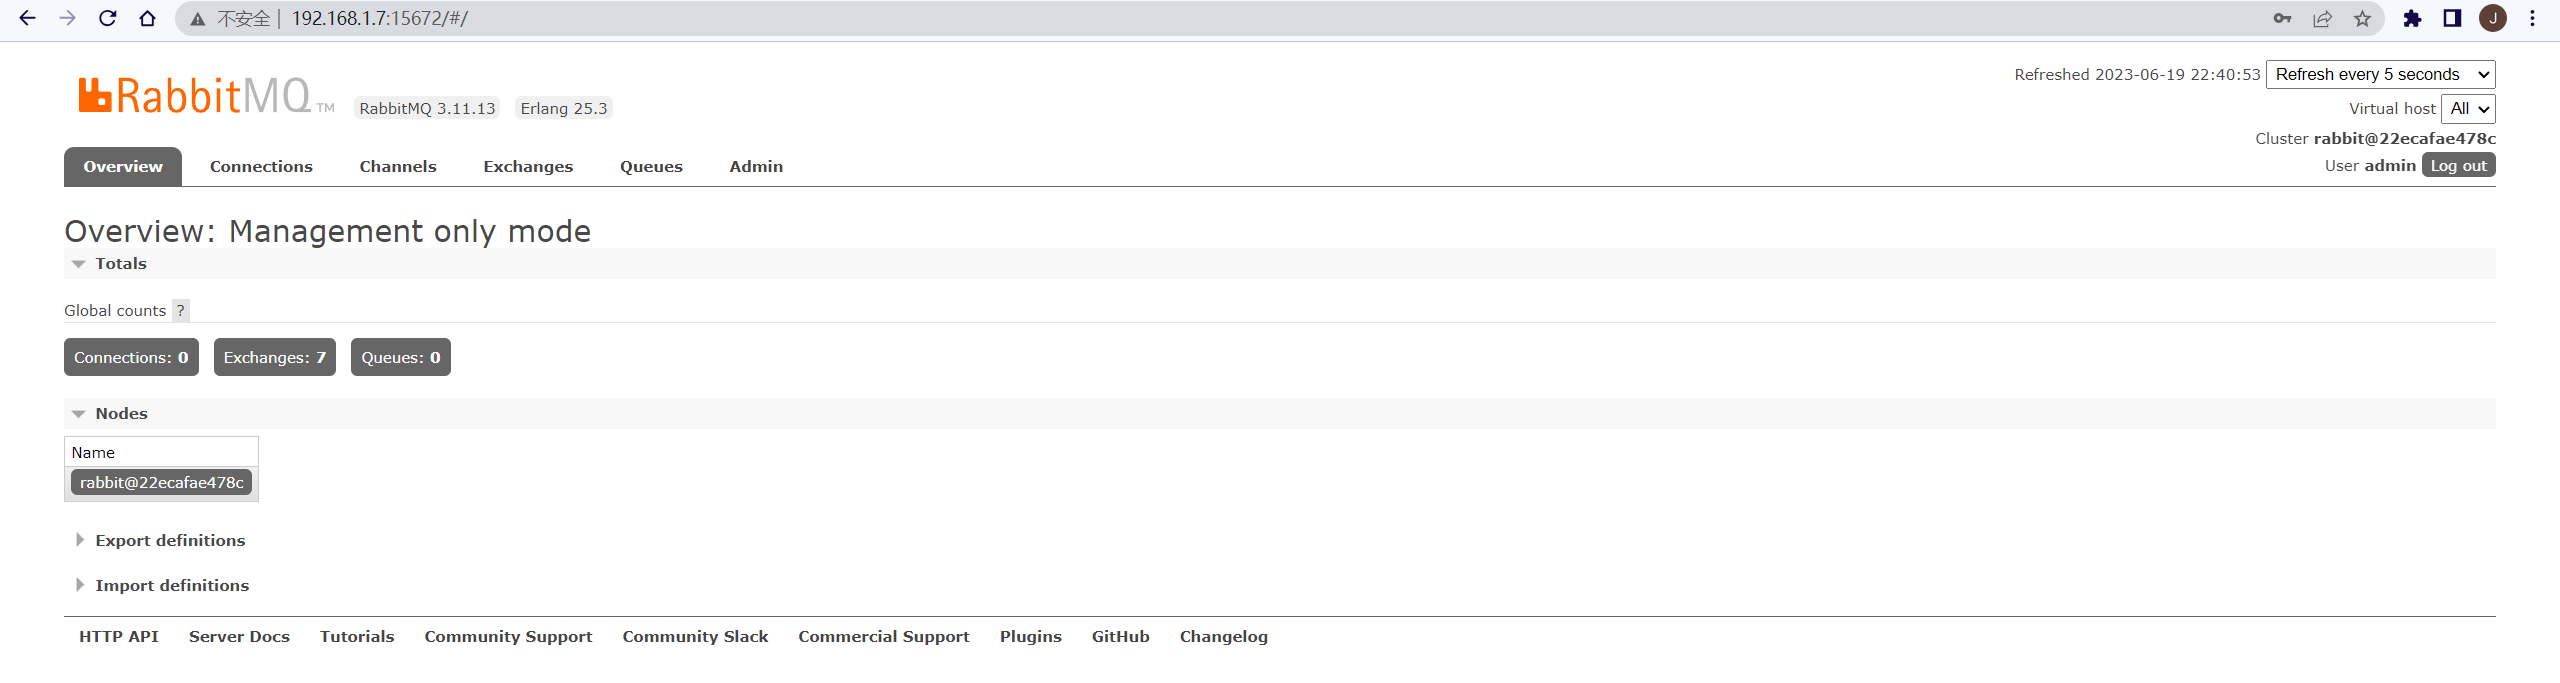 不安全 | 192.168.1.7:15672/#/
J
RabbitMQ TM RabbitMQ 3.11.13 Erlang 25.3
Refreshed 2023-06-19 22:40:53 Refresh every 5 seconds
Virtual host All
Cluster rabbit@22ecafae478c
User admin Log out
Overview Connections Channels Exchanges Queues Admin
Overview: Management only mode
Totals
Global counts ?
Connections: 0 Exchanges: 7 Queues: 0
Nodes
Name
rabbit@22ecafae478c
Export definitions
Import definitions
HTTP API Server Docs Tutorials Community Support Community Slack Commercial Support Plugins GitHub Changelog